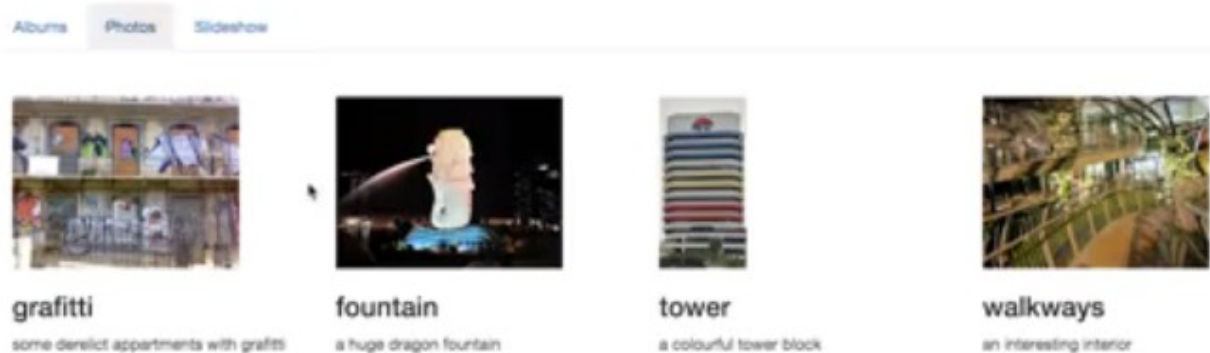 Albums Photos Slideshow
grafitti fountain tower walkways
some derelict appartments with grafitti a huge dragon fountain a colourful tower block an interesting interior